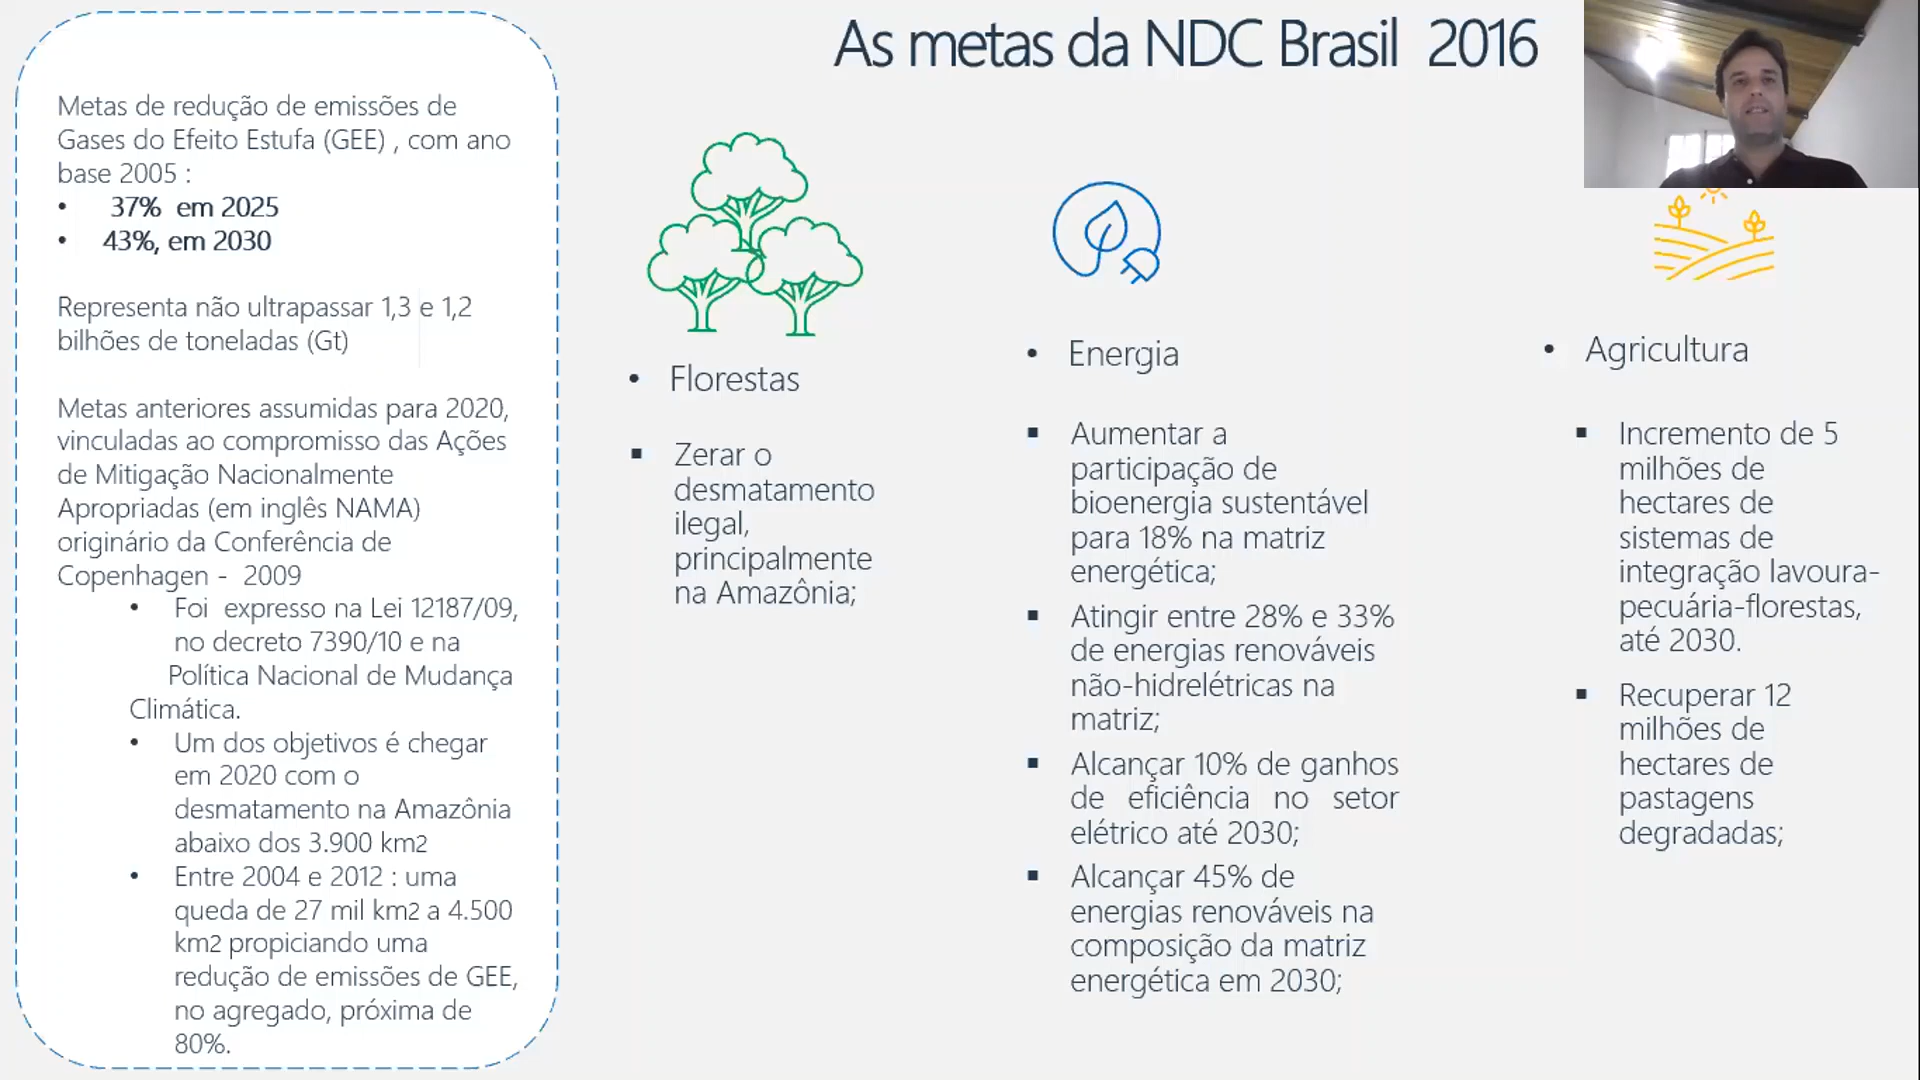 As metas da NDC Brasil 2016
Metas de redução de emissões de
Gases do Efeito Estufa (GEE) , com ano
base 2005 :
• 37% em 2025
• 43%, em 2030
Representa não ultrapassar 1,3 e 1,2
bilhões de toneladas (Gt)
Metas anteriores assumidas para 2020,
vinculadas ao compromisso das Ações
de Mitigação Nacionalmente
Apropriadas (em inglês NAMA)
originário da Conferência de
Copenhagen - 2009
• Foi expresso na Lei 12187/09,
no decreto 7390/10 e na
Política Nacional de Mudança
Climática.
• Um dos objetivos é chegar
em 2020 com o
desmatamento na Amazônia
abaixo dos 3.900 km2
• Entre 2004 e 2012 : uma
queda de 27 mil km2 a 4.500
km2 propiciando uma
redução de emissões de GEE,
no agregado, próxima de
80%.
• Florestas
▪ Zerar o
desmatamento
ilegal,
principalmente
na Amazônia;
• Energia
▪ Aumentar a
participação de
bioenergia sustentável
para 18% na matriz
energética;
▪ Atingir entre 28% e 33%
de energias renováveis
não-hidrelétricas na
matriz;
▪ Alcançar 10% de ganhos
de eficiência no setor
elétrico até 2030;
▪ Alcançar 45% de
energias renováveis na
composição da matriz
energética em 2030;
• Agricultura
▪ Incremento de 5
milhões de
hectares de
sistemas de
integração lavoura-
pecuária-florestas,
até 2030.
▪ Recuperar 12
milhões de
hectares de
pastagens
degradadas;